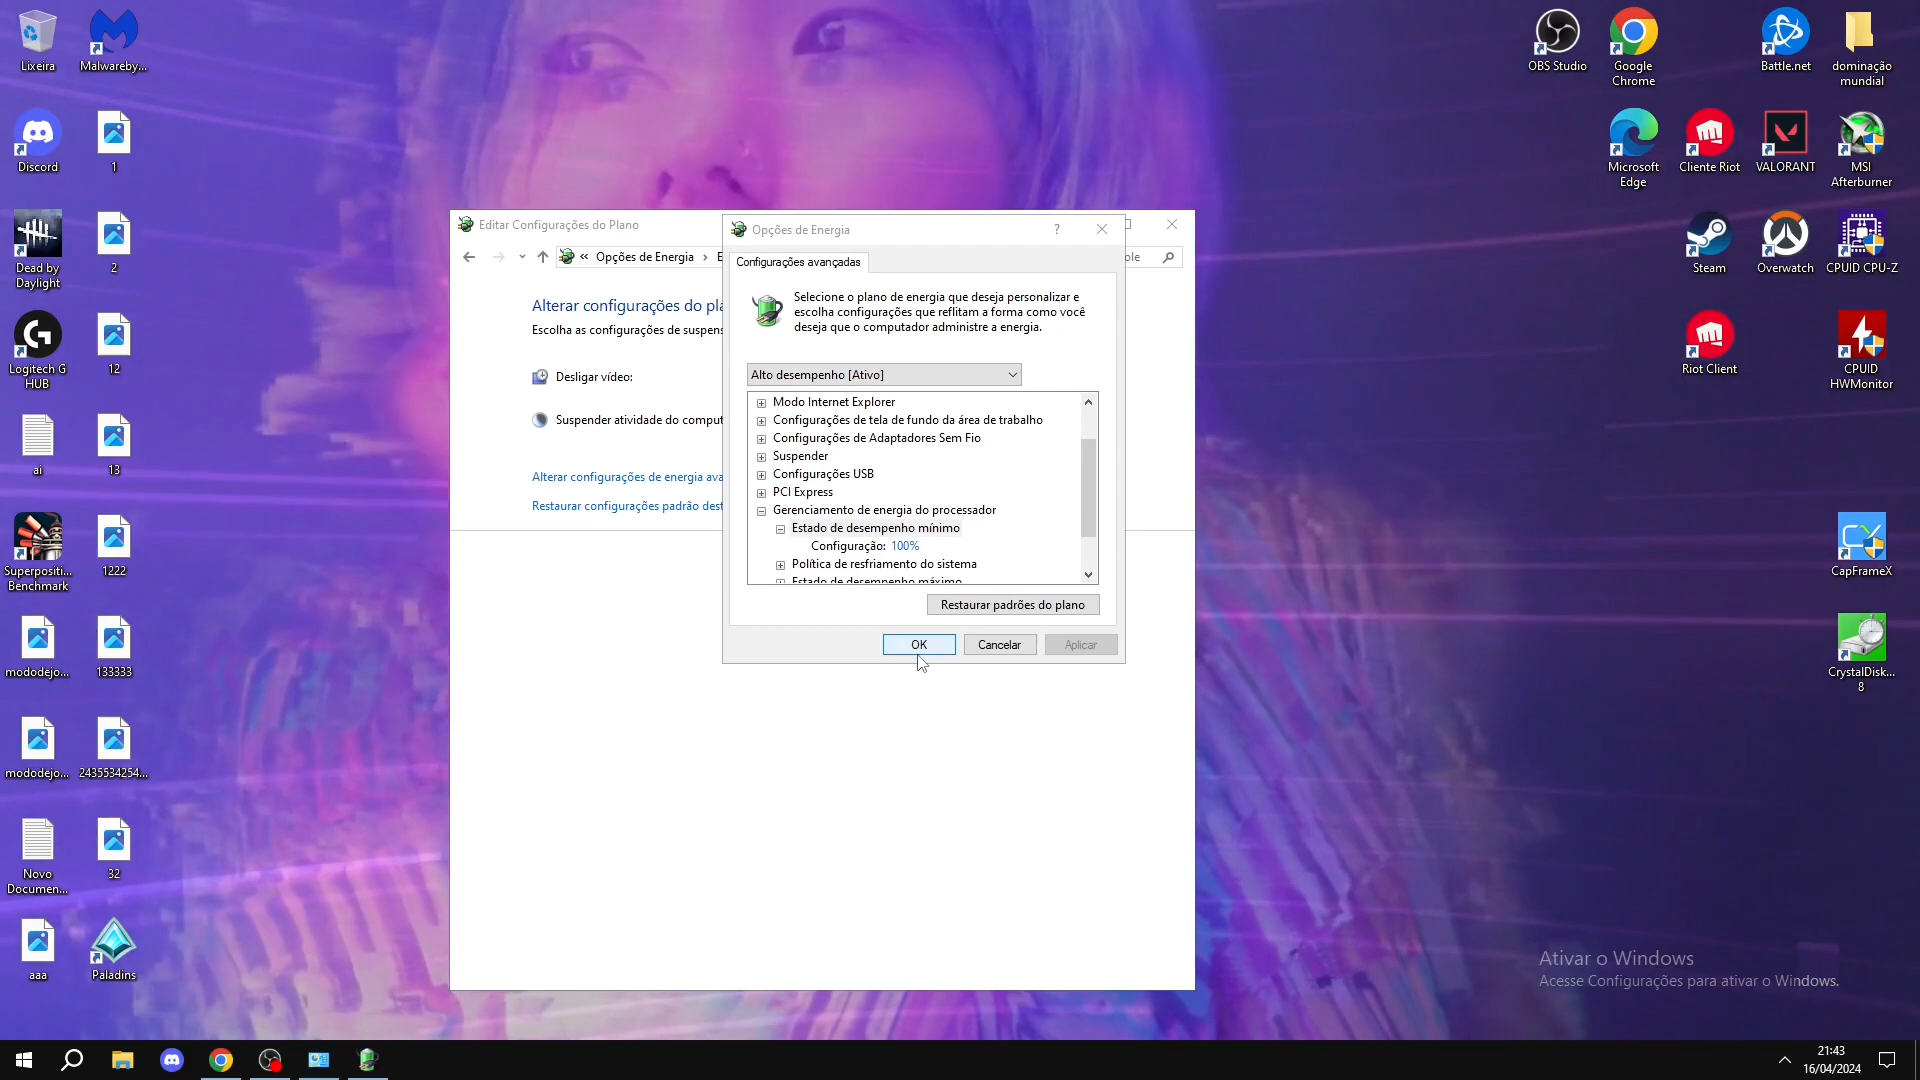 Lixeira
Malwareby...
Discord
1
Dead by
Daylight
2
Logitech G
HUB
12
ai
13
Superpositi...
Benchmark
1222
mododejo...
133333
mododejo...
2435534254...
Novo
Documen...
32
aaa
Paladins
OBS Studio
Google
Chrome
Battle.net
dominação
mundial
Microsoft
Edge
Cliente Riot
VALORANT
MSI
Afterburner
Steam
Overwatch
CPUID CPU-Z
Riot Client
CPUID
HWMonitor
CapFrameX
CrystalDisk...
8
Editar Configurações do Plano
« Opções de Energia › E
ole
Alterar configurações do pla
Escolha as configurações de suspens
Desligar vídeo:
Suspender atividade do comput
Alterar configurações de energia ava
Restaurar configurações padrão dest
Opções de Energia
?
Configurações avançadas
Selecione o plano de energia que deseja personalizar e
escolha configurações que reflitam a forma como você
deseja que o computador administre a energia.
Alto desempenho [Ativo]
Modo Internet Explorer
Configurações de tela de fundo da área de trabalho
Configurações de Adaptadores Sem Fio
Suspender
Configurações USB
PCI Express
Gerenciamento de energia do processador
Estado de desempenho mínimo
Configuração: 100%
Política de resfriamento do sistema
Estado de desempenho máximo
Restaurar padrões do plano
OK
Cancelar
Aplicar
Ativar o Windows
Acesse Configurações para ativar o Windows.
21:43
16/04/2024